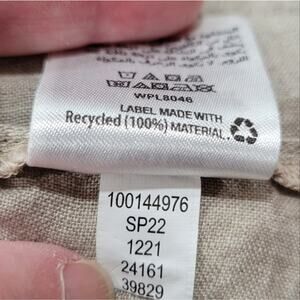 WPL8046
LABEL MADE WITH
Recycled (100%) MATERIAL.
100144976
SP22
1221
24161
39829